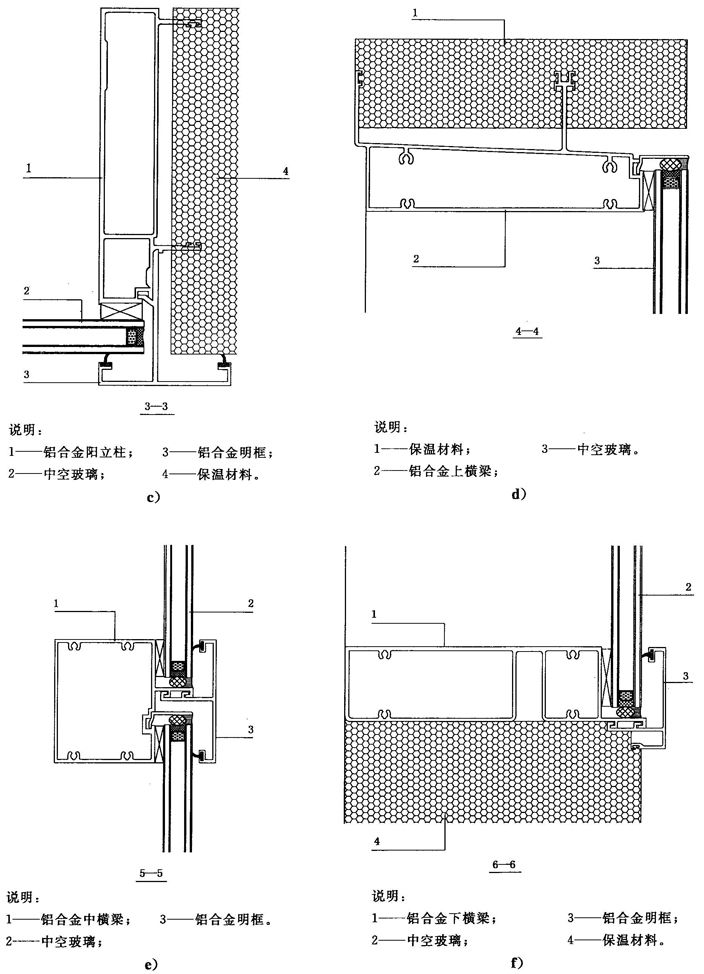 1
2
3
4
3—3
说明：
1——铝合金阳立柱； 3——铝合金明框；
2——中空玻璃； 4——保温材料。
c）
1
2
3
4—4
说明：
1——保温材料； 3——中空玻璃。
2——铝合金上横梁；
d）
1
2
3
5—5
说明：
1——铝合金中横梁； 3——铝合金明框。
2——中空玻璃；
e）
1
2
3
4
6—6
说明：
1——铝合金下横梁； 3——铝合金明框；
2——中空玻璃； 4——保温材料。
f）